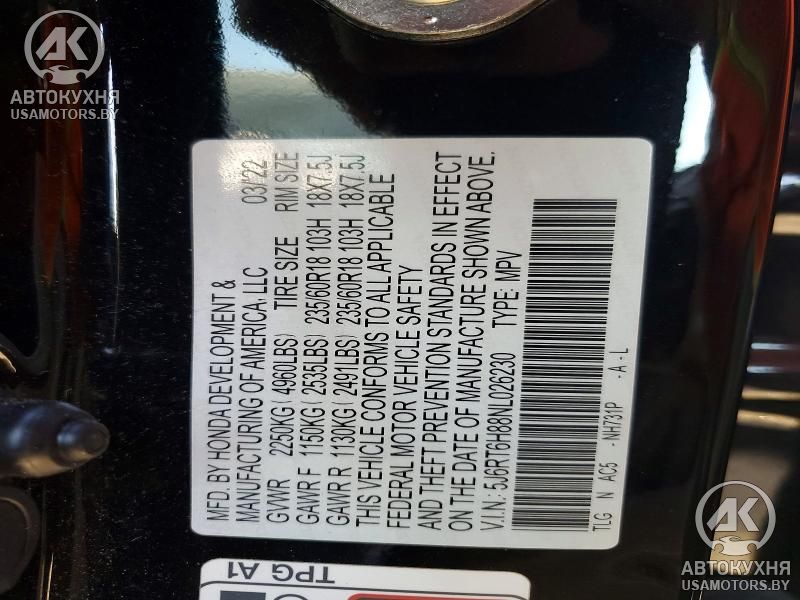 AK
АВТОКУХНЯ
USAMOTORS.BY
MFD. BY HONDA DEVELOPMENT &
MANUFACTURING OF AMERICA, LLC 03/22
GVWR 2250KG ( 4960LBS) TIRE SIZE RIM SIZE
GAWR F 1150KG ( 2535LBS) 235/60R18 103H 18X7.5J
GAWR R 1130KG ( 2491LBS) 235/60R18 103H 18X7.5J
THIS VEHICLE CONFORMS TO ALL APPLICABLE
FEDERAL MOTOR VEHICLE SAFETY
AND THEFT PREVENTION STANDARDS IN EFFECT
ON THE DATE OF MANUFACTURE SHOWN ABOVE.
V.I.N.: 5J6RT6H88NL026230 TYPE: MPV
TLG N AC5 -NH731P -A-L
TPG A1
AK
АВТОКУХНЯ
USAMOTORS.BY